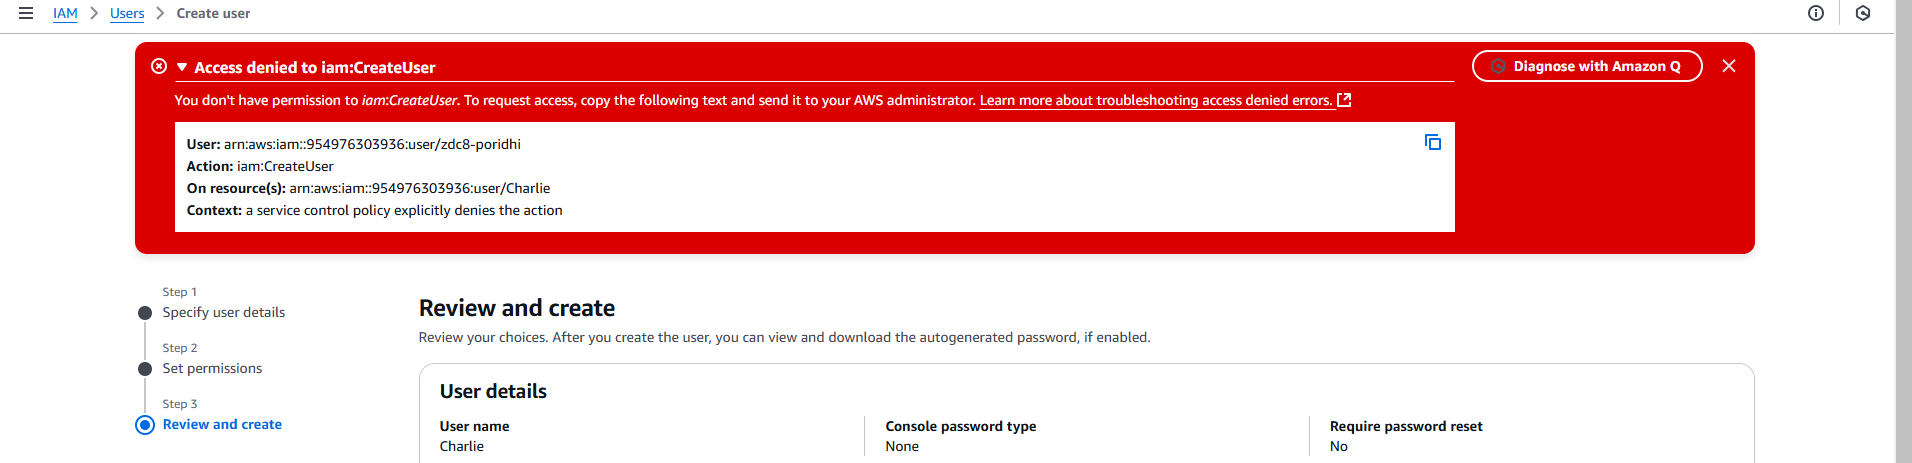 IAM > Users > Create user
Access denied to iam:CreateUser
Diagnose with Amazon Q
You don't have permission to iam:CreateUser. To request access, copy the following text and send it to your AWS administrator. Learn more about troubleshooting access denied errors.
User: arn:aws:iam::954976303936:user/zdc8-poridhi
Action: iam:CreateUser
On resource(s): arn:aws:iam::954976303936:user/Charlie
Context: a service control policy explicitly denies the action
Step 1
Specify user details
Step 2
Set permissions
Step 3
Review and create
Review and create
Review your choices. After you create the user, you can view and download the autogenerated password, if enabled.
User details
User name
Charlie
Console password type
None
Require password reset
No